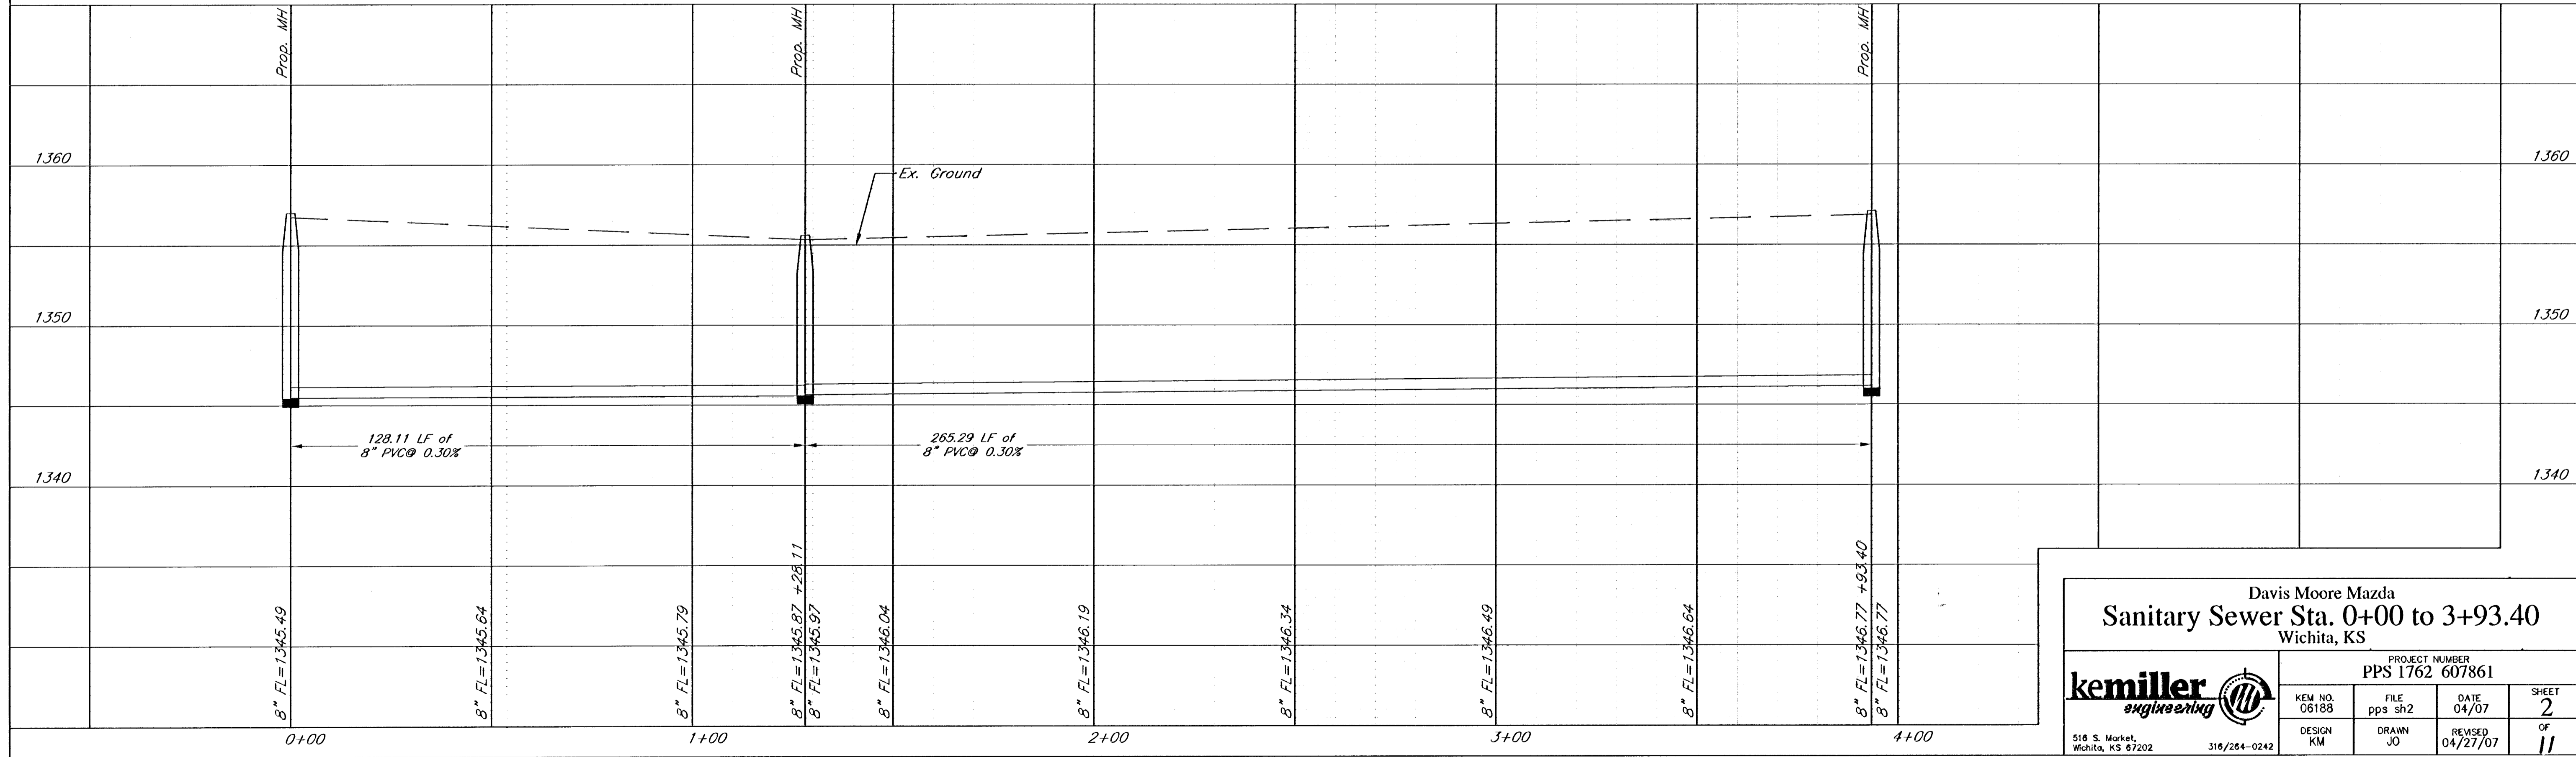 Prop. MH
Prop. MH
Prop. MH
1360
1360
Ex. Ground
1350
1350
128.11 LF of
8" PVC@ 0.30%
265.29 LF of
8" PVC@ 0.30%
1340
1340
8" FL=1345.49
8" FL=1345.64
8" FL=1345.79
8" FL=1345.87 +28.11
8" FL=1345.97
8" FL=1346.04
8" FL=1346.19
8" FL=1346.34
8" FL=1346.49
8" FL=1346.64
8" FL=1346.77 +93.40
8" FL=1346.77
0+00
1+00
2+00
3+00
4+00
Davis Moore Mazda
Sanitary Sewer Sta. 0+00 to 3+93.40
Wichita, KS
kemiller
engineering
516 S. Market,
Wichita, KS 67202
316/264-0242
PROJECT NUMBER
PPS 1762 607861
KEM NO.
06188
FILE
pps sh2
DATE
04/07
SHEET
2
DESIGN
KM
DRAWN
JO
REVISED
04/27/07
OF
11